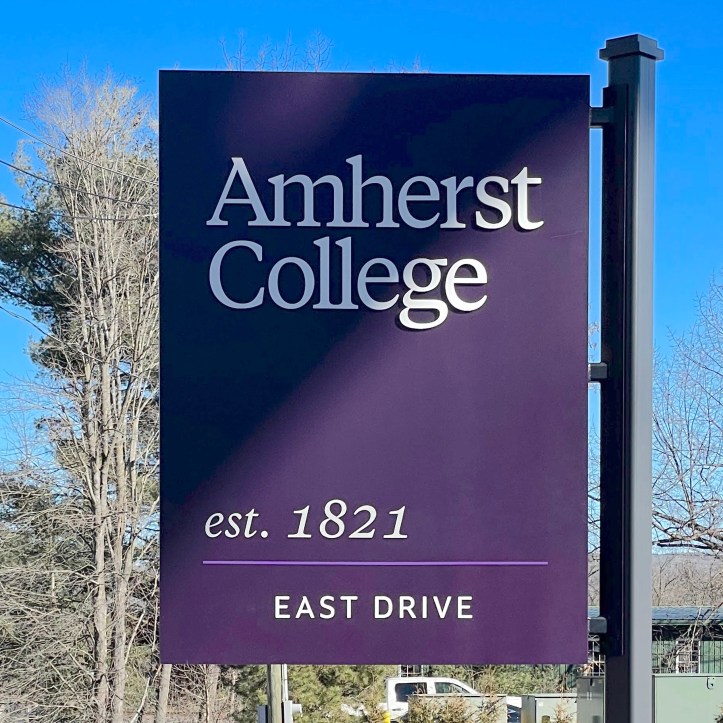 Amherst
College
est. 1821
EAST DRIVE